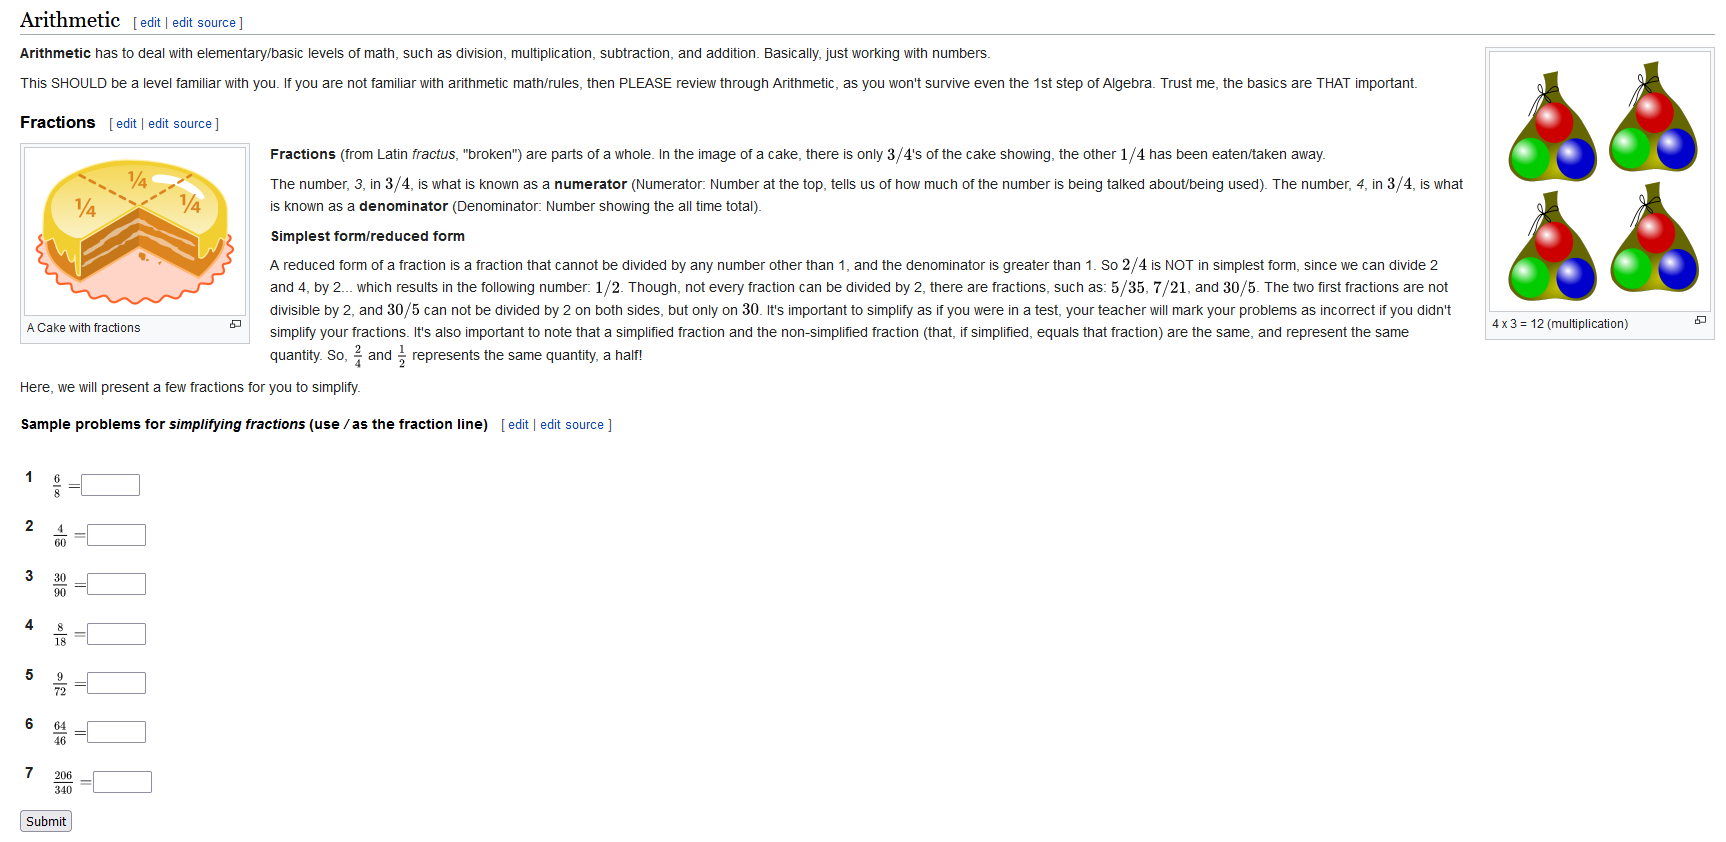 Arithmetic [ edit | edit source ]
Arithmetic has to deal with elementary/basic levels of math, such as division, multiplication, subtraction, and addition. Basically, just working with numbers.
This SHOULD be a level familiar with you. If you are not familiar with arithmetic math/rules, then PLEASE review through Arithmetic, as you won't survive even the 1st step of Algebra. Trust me, the basics are THAT important.
4 x 3 = 12 (multiplication)
Fractions [ edit | edit source ]
1/4
1/4
1/4
A Cake with fractions
Fractions (from Latin fractus, "broken") are parts of a whole. In the image of a cake, there is only 3/4's of the cake showing, the other 1/4 has been eaten/taken away.
The number, 3, in 3/4, is what is known as a numerator (Numerator: Number at the top, tells us of how much of the number is being talked about/being used). The number, 4, in 3/4, is what
is known as a denominator (Denominator: Number showing the all time total).
Simplest form/reduced form
A reduced form of a fraction is a fraction that cannot be divided by any number other than 1, and the denominator is greater than 1. So 2/4 is NOT in simplest form, since we can divide 2
and 4, by 2... which results in the following number: 1/2. Though, not every fraction can be divided by 2, there are fractions, such as: 5/35, 7/21, and 30/5. The two first fractions are not
divisible by 2, and 30/5 can not be divided by 2 on both sides, but only on 30. It's important to simplify as if you were in a test, your teacher will mark your problems as incorrect if you didn't
simplify your fractions. It's also important to note that a simplified fraction and the non-simplified fraction (that, if simplified, equals that fraction) are the same, and represent the same
quantity. So, 2/4 and 1/2 represents the same quantity, a half!
Here, we will present a few fractions for you to simplify.
Sample problems for simplifying fractions (use / as the fraction line) [ edit | edit source ]
1 6/8 =
2 4/60 =
3 30/90 =
4 8/18 =
5 9/72 =
6 64/46 =
7 206/340 =
Submit